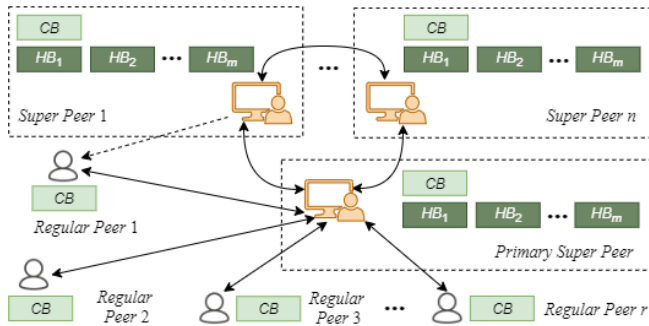 CB
HB1 HB2 ... HBm
Super Peer 1
...
CB
HB1 HB2 ... HBm
Super Peer n
CB
Regular Peer 1
CB
HB1 HB2 ... HBm
Primary Super Peer
CB
Regular
Peer 2
CB
Regular
Peer 3
...
CB
Regular Peer r